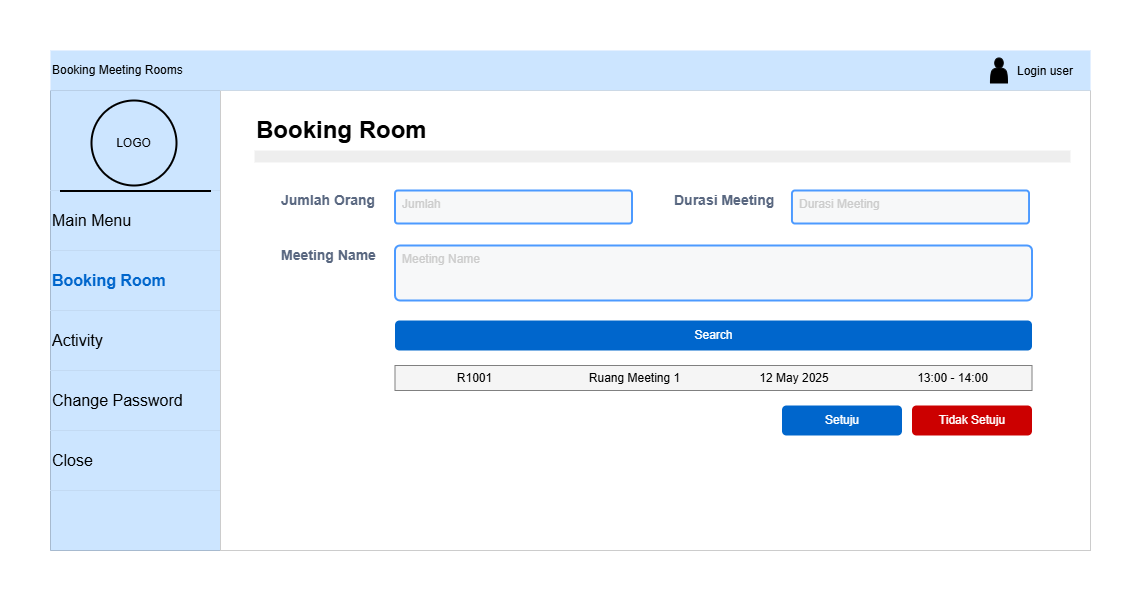 Booking Meeting Rooms
Login user
LOGO
Main Menu
Booking Room
Activity
Change Password
Close
Booking Room
Jumlah Orang
Jumlah
Durasi Meeting
Durasi Meeting
Meeting Name
Meeting Name
Search
R1001 Ruang Meeting 1 12 May 2025 13:00 - 14:00
Setuju
Tidak Setuju